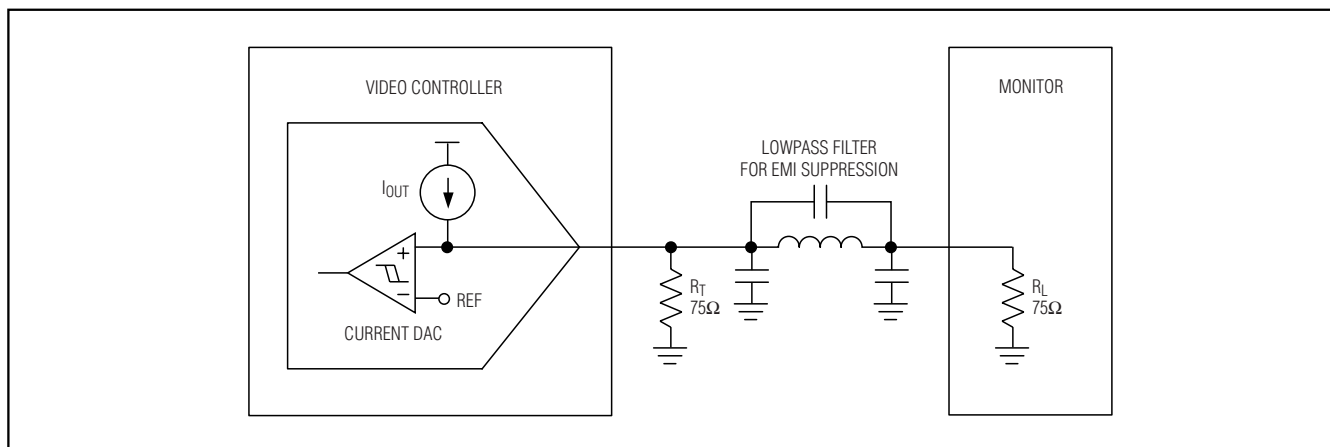 VIDEO CONTROLLER
MONITOR
LOWPASS FILTER
FOR EMI SUPPRESSION
IOUT
+
−
REF
CURRENT DAC
RT
75Ω
RL
75Ω